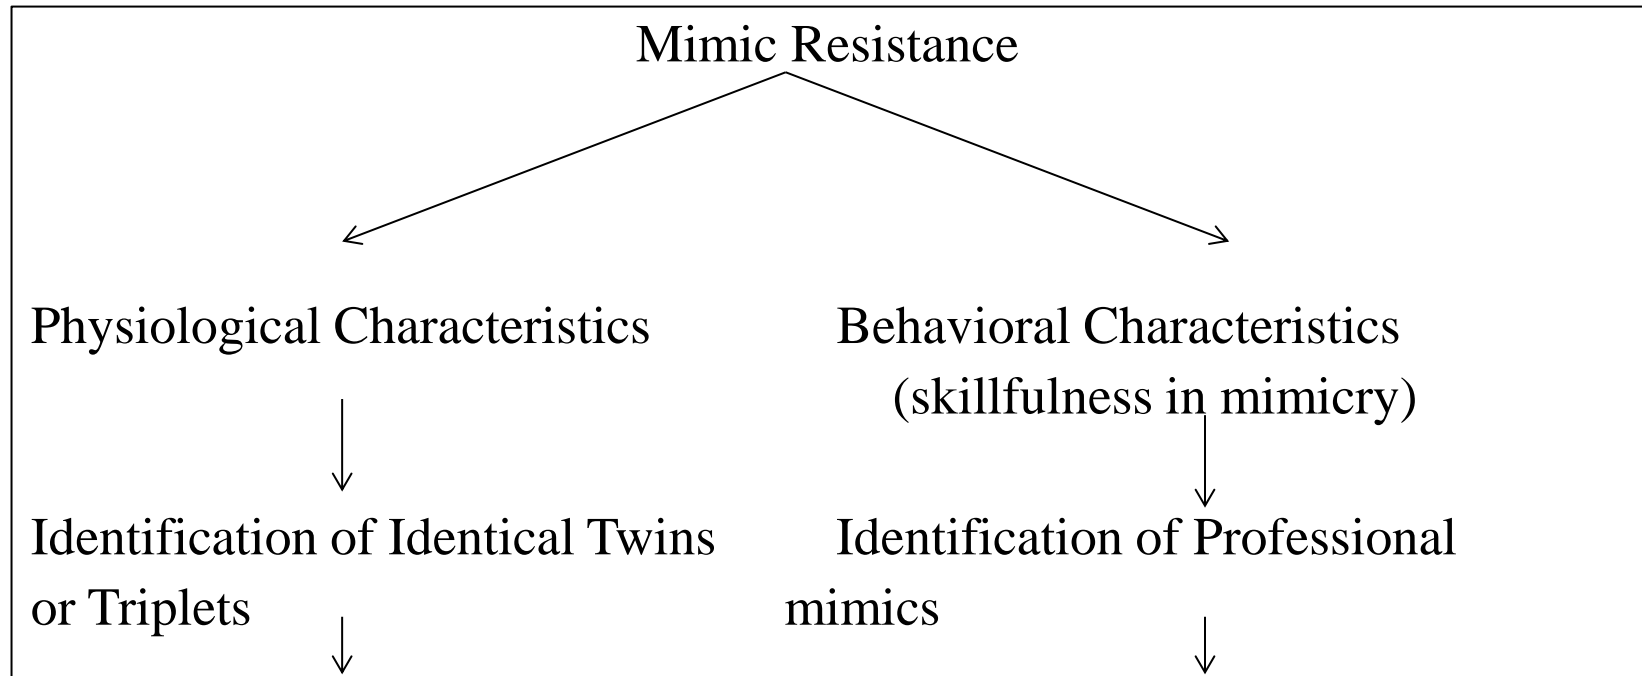 Mimic Resistance
Physiological Characteristics
Behavioral Characteristics
(skillfulness in mimicry)
Identification of Identical Twins
or Triplets
Identification of Professional
mimics